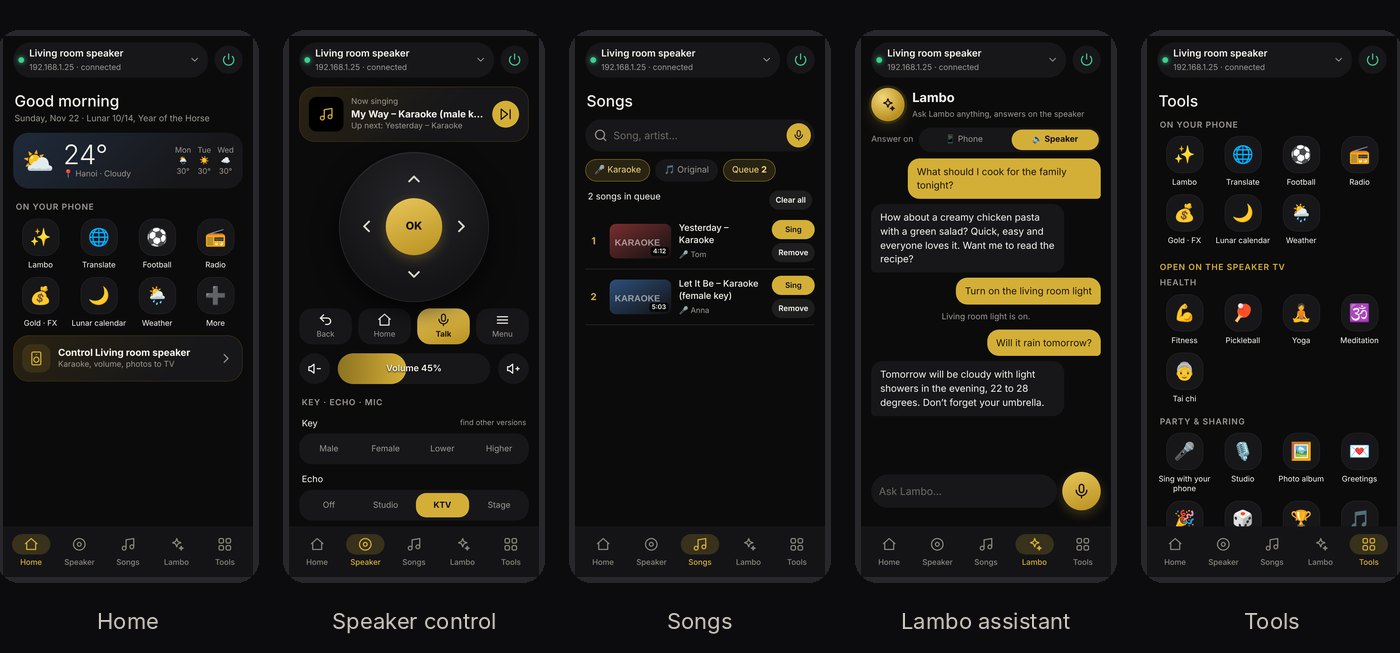 Living room speaker
192.168.1.25 · connected
Good morning
Sunday, Nov 22 · Lunar 10/14, Year of the Horse
24°
Hanoi · Cloudy
Mon Tue Wed
30° 30° 30°
ON YOUR PHONE
Lambo Translate Football Radio
Gold · FX Lunar calendar Weather More
Control Living room speaker
Karaoke, volume, photos to TV
Home Speaker Songs Lambo Tools
Home
Living room speaker
192.168.1.25 · connected
Now singing
My Way – Karaoke (male k...
Up next: Yesterday – Karaoke
OK
Back Home Talk Menu
Volume 45%
KEY · ECHO · MIC
Key find other versions
Male Female Lower Higher
Echo
Off Studio KTV Stage
Home Speaker Songs Lambo Tools
Speaker control
Living room speaker
192.168.1.25 · connected
Songs
Song, artist...
Karaoke Original Queue 2
2 songs in queue Clear all
1 KARAOKE 4:12
Yesterday –
Karaoke
Tom
Sing
Remove
2 KARAOKE 5:03
Let It Be – Karaoke
(female key)
Anna
Sing
Remove
Home Speaker Songs Lambo Tools
Songs
Living room speaker
192.168.1.25 · connected
Lambo
Ask Lambo anything, answers on the speaker
Answer on Phone Speaker
What should I cook for the family
tonight?
How about a creamy chicken pasta
with a green salad? Quick, easy and
everyone loves it. Want me to read the
recipe?
Turn on the living room light
Living room light is on.
Will it rain tomorrow?
Tomorrow will be cloudy with light
showers in the evening, 22 to 28
degrees. Don’t forget your umbrella.
Ask Lambo...
Home Speaker Songs Lambo Tools
Lambo assistant
Living room speaker
192.168.1.25 · connected
Tools
ON YOUR PHONE
Lambo Translate Football Radio
Gold · FX Lunar calendar Weather
OPEN ON THE SPEAKER TV
HEALTH
Fitness Pickleball Yoga Meditation
Tai chi
PARTY & SHARING
Sing with your
phone
Studio Photo album Greetings
Home Speaker Songs Lambo Tools
Tools